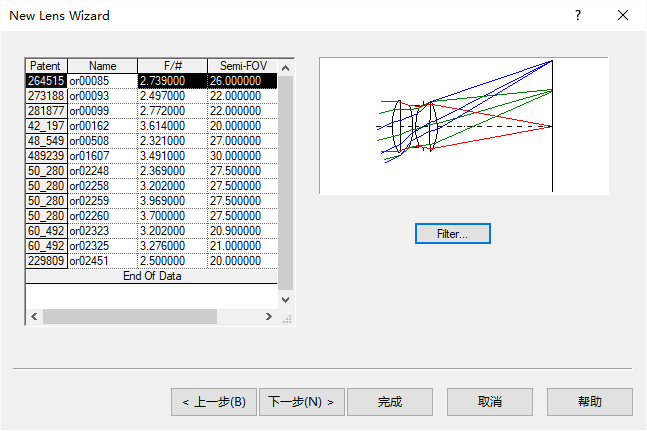 New Lens Wizard ?
Patent Name F/# Semi-FOV
264515 or00085 2.739000 26.000000
273188 or00093 2.497000 22.000000
281877 or00099 2.772000 22.000000
42_197 or00162 3.614000 20.000000
48_549 or00508 2.321000 27.000000
489239 or01607 3.491000 30.000000
50_280 or02248 2.369000 27.500000
50_280 or02258 3.202000 27.500000
50_280 or02259 3.969000 27.500000
50_280 or02260 3.700000 27.500000
60_492 or02323 3.202000 20.900000
60_492 or02325 3.276000 21.000000
229809 or02451 2.500000 20.000000
End Of Data
Filter...
< 上一步(B) 下一步(N) > 完成 取消 帮助